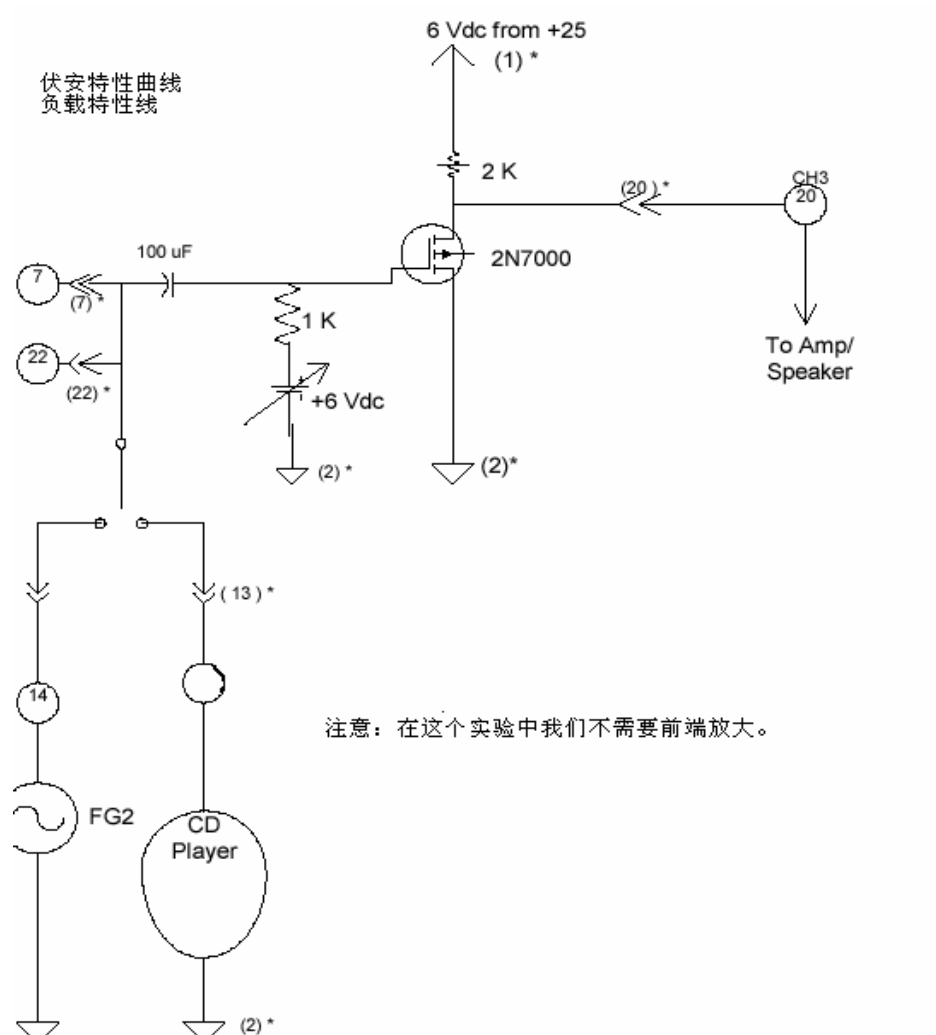 6 Vdc from +25
(1) *
伏安特性曲线
负载特性线
2 K
(20) *
CH3
20
2N7000
100 uF
7
(7) *
1 K
22
(22) *
+6 Vdc
To Amp/
Speaker
(2) *
(2)*
(13) *
14
注意：在这个实验中我们不需要前端放大。
FG2
CD
Player
(2) *